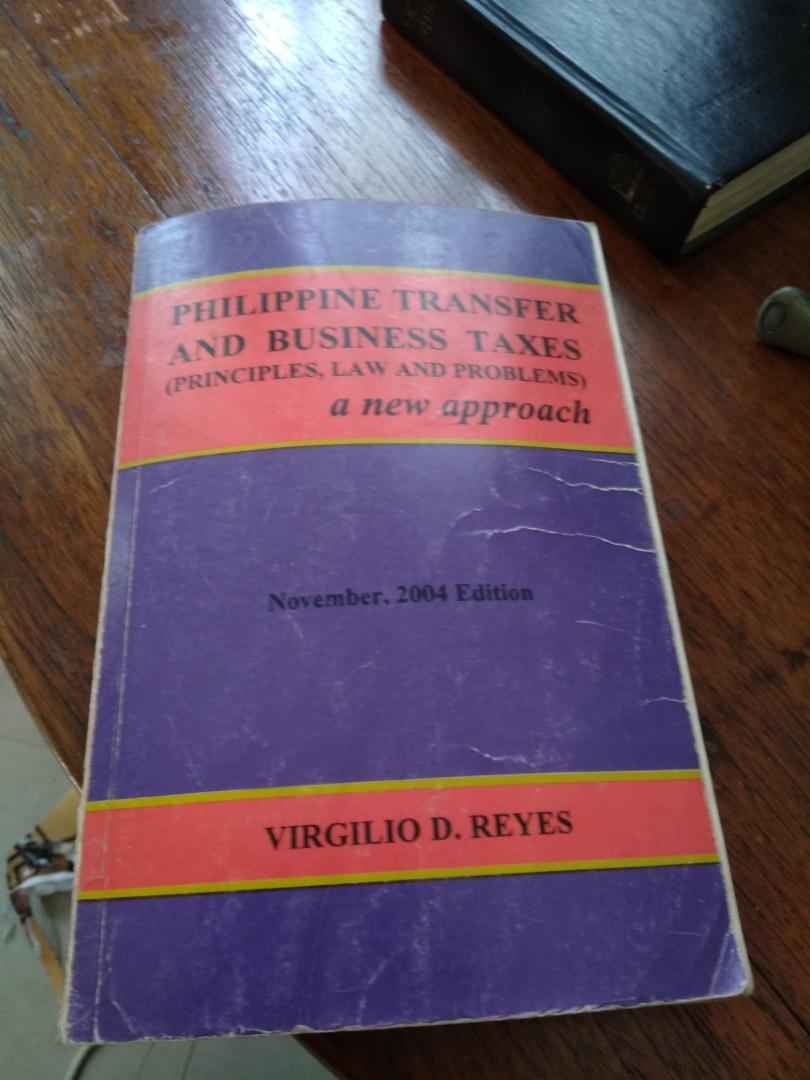 PHILIPPINE TRANSFER
AND BUSINESS TAXES
(PRINCIPLES, LAW AND PROBLEMS)
a new approach
November, 2004 Edition
VIRGILIO D. REYES